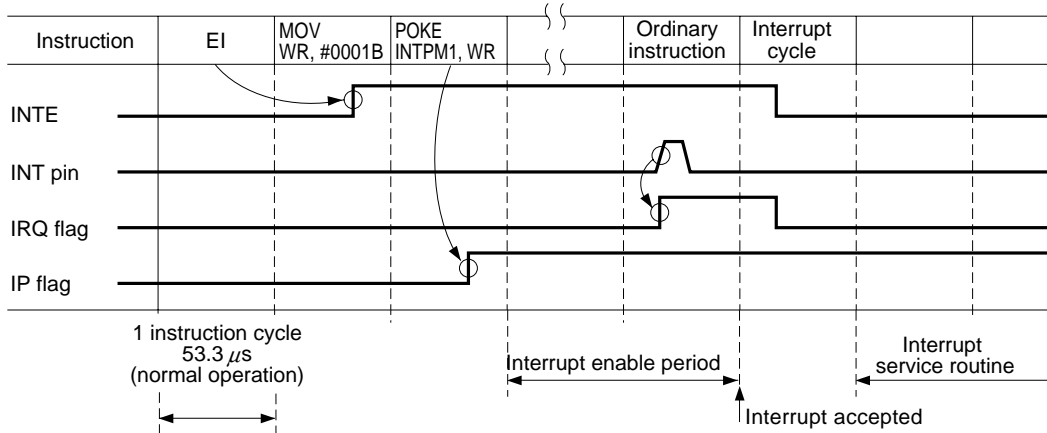 Instruction
EI
MOV
WR, #0001B
POKE
INTPM1, WR
Ordinary
instruction
Interrupt
cycle
INTE
INT pin
IRQ flag
IP flag
1 instruction cycle
53.3 μs
(normal operation)
Interrupt enable period
Interrupt accepted
Interrupt
service routine